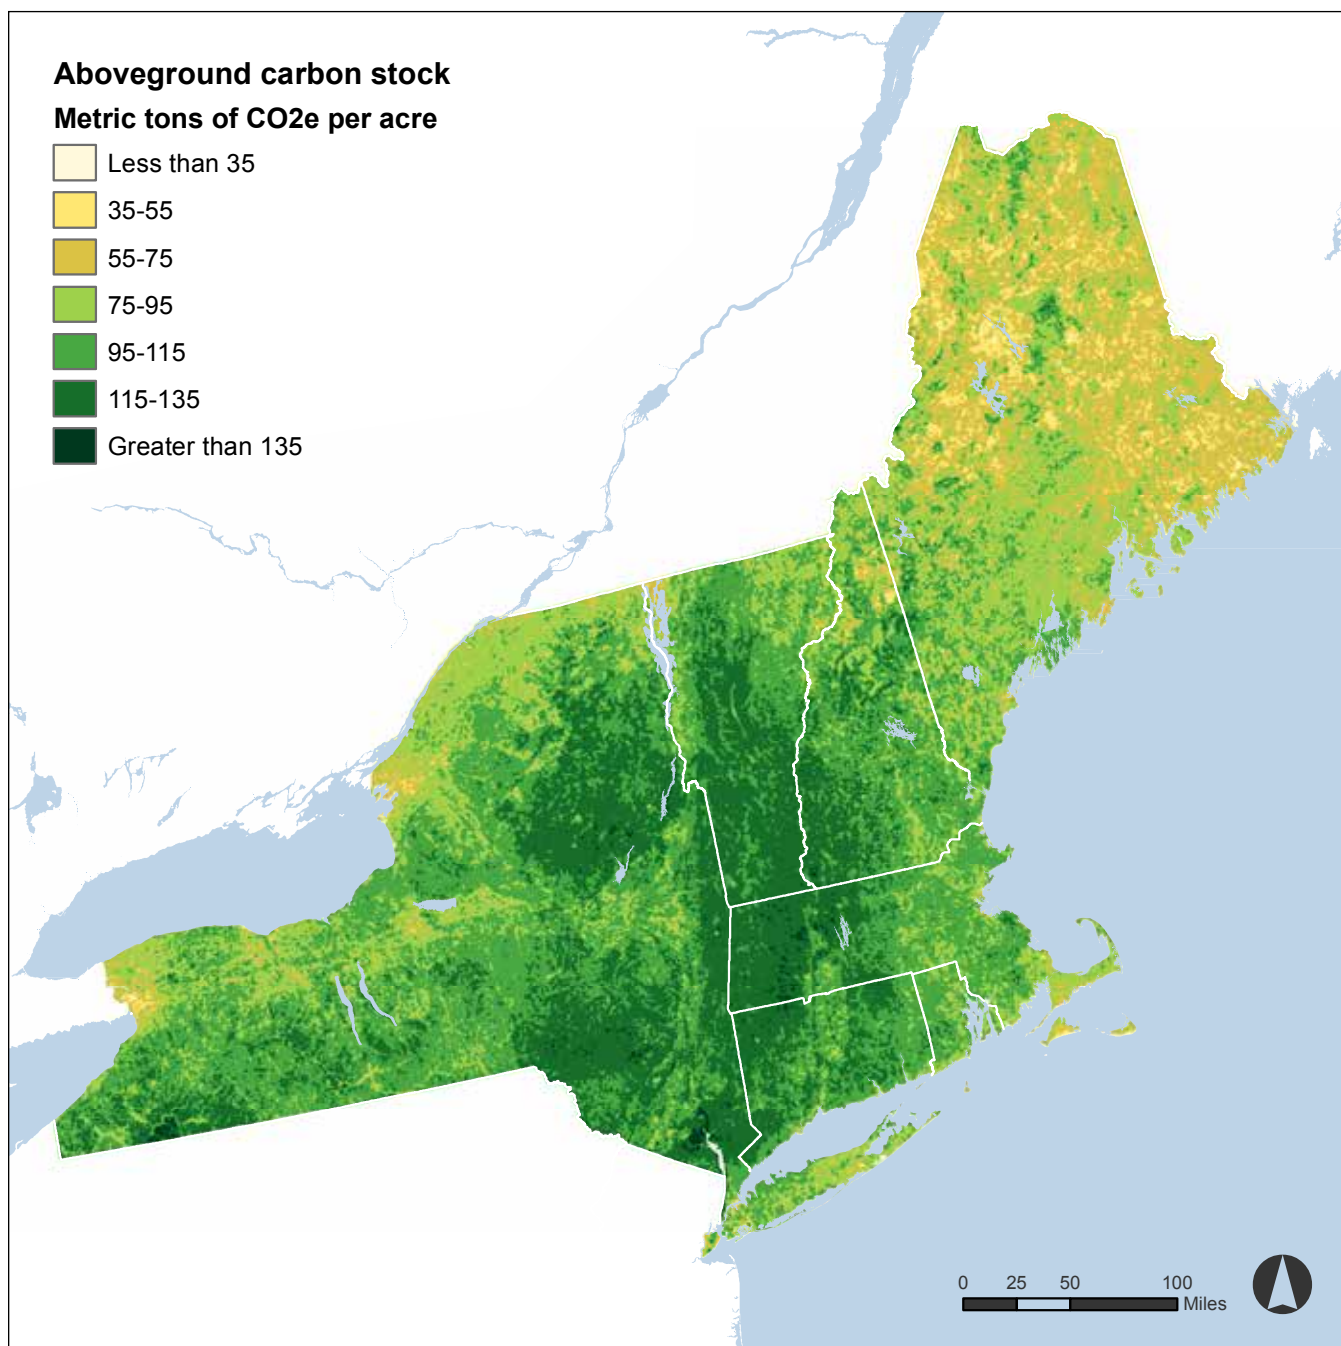 Aboveground carbon stock
Metric tons of CO2e per acre
Less than 35
35-55
55-75
75-95
95-115
115-135
Greater than 135
0 25 50 100
Miles